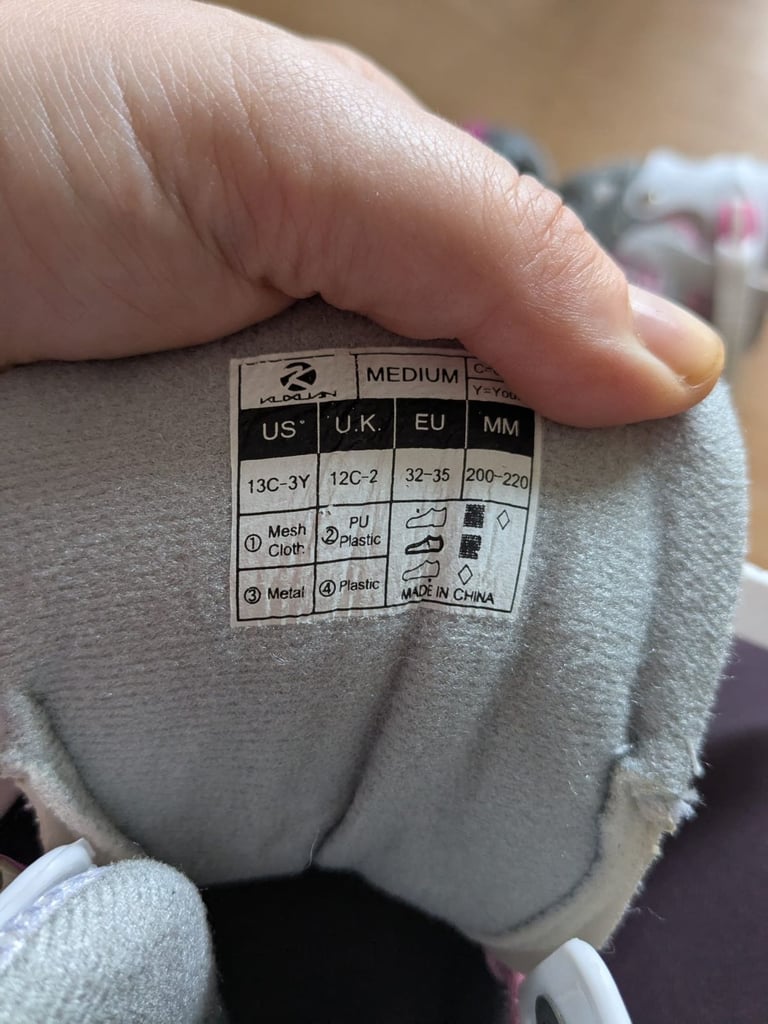 KUXUAN
MEDIUM
US U.K. EU MM
13C-3Y 12C-2 32-35 200-220
① Mesh Cloth
② PU Plastic
③ Metal
④ Plastic
MADE IN CHINA